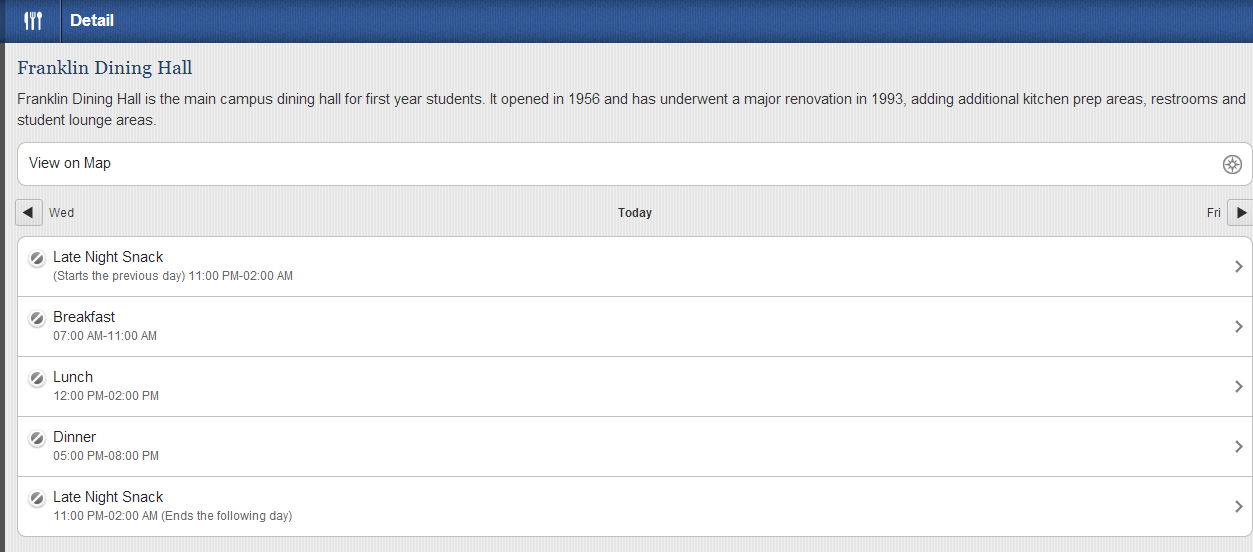 Detail
Franklin Dining Hall
Franklin Dining Hall is the main campus dining hall for first year students. It opened in 1956 and has underwent a major renovation in 1993, adding additional kitchen prep areas, restrooms and
student lounge areas.
View on Map
Wed Today Fri
Late Night Snack
(Starts the previous day) 11:00 PM-02:00 AM
Breakfast
07:00 AM-11:00 AM
Lunch
12:00 PM-02:00 PM
Dinner
05:00 PM-08:00 PM
Late Night Snack
11:00 PM-02:00 AM (Ends the following day)